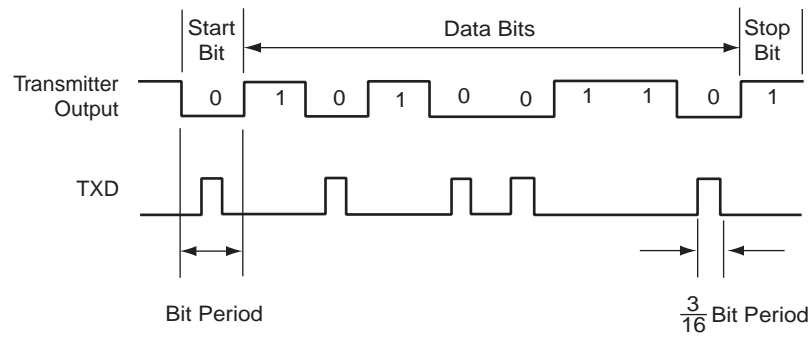 Start Bit
Data Bits
Stop Bit
Transmitter Output
0 1 0 1 0 0 1 1 0 1
TXD
Bit Period
3/16 Bit Period